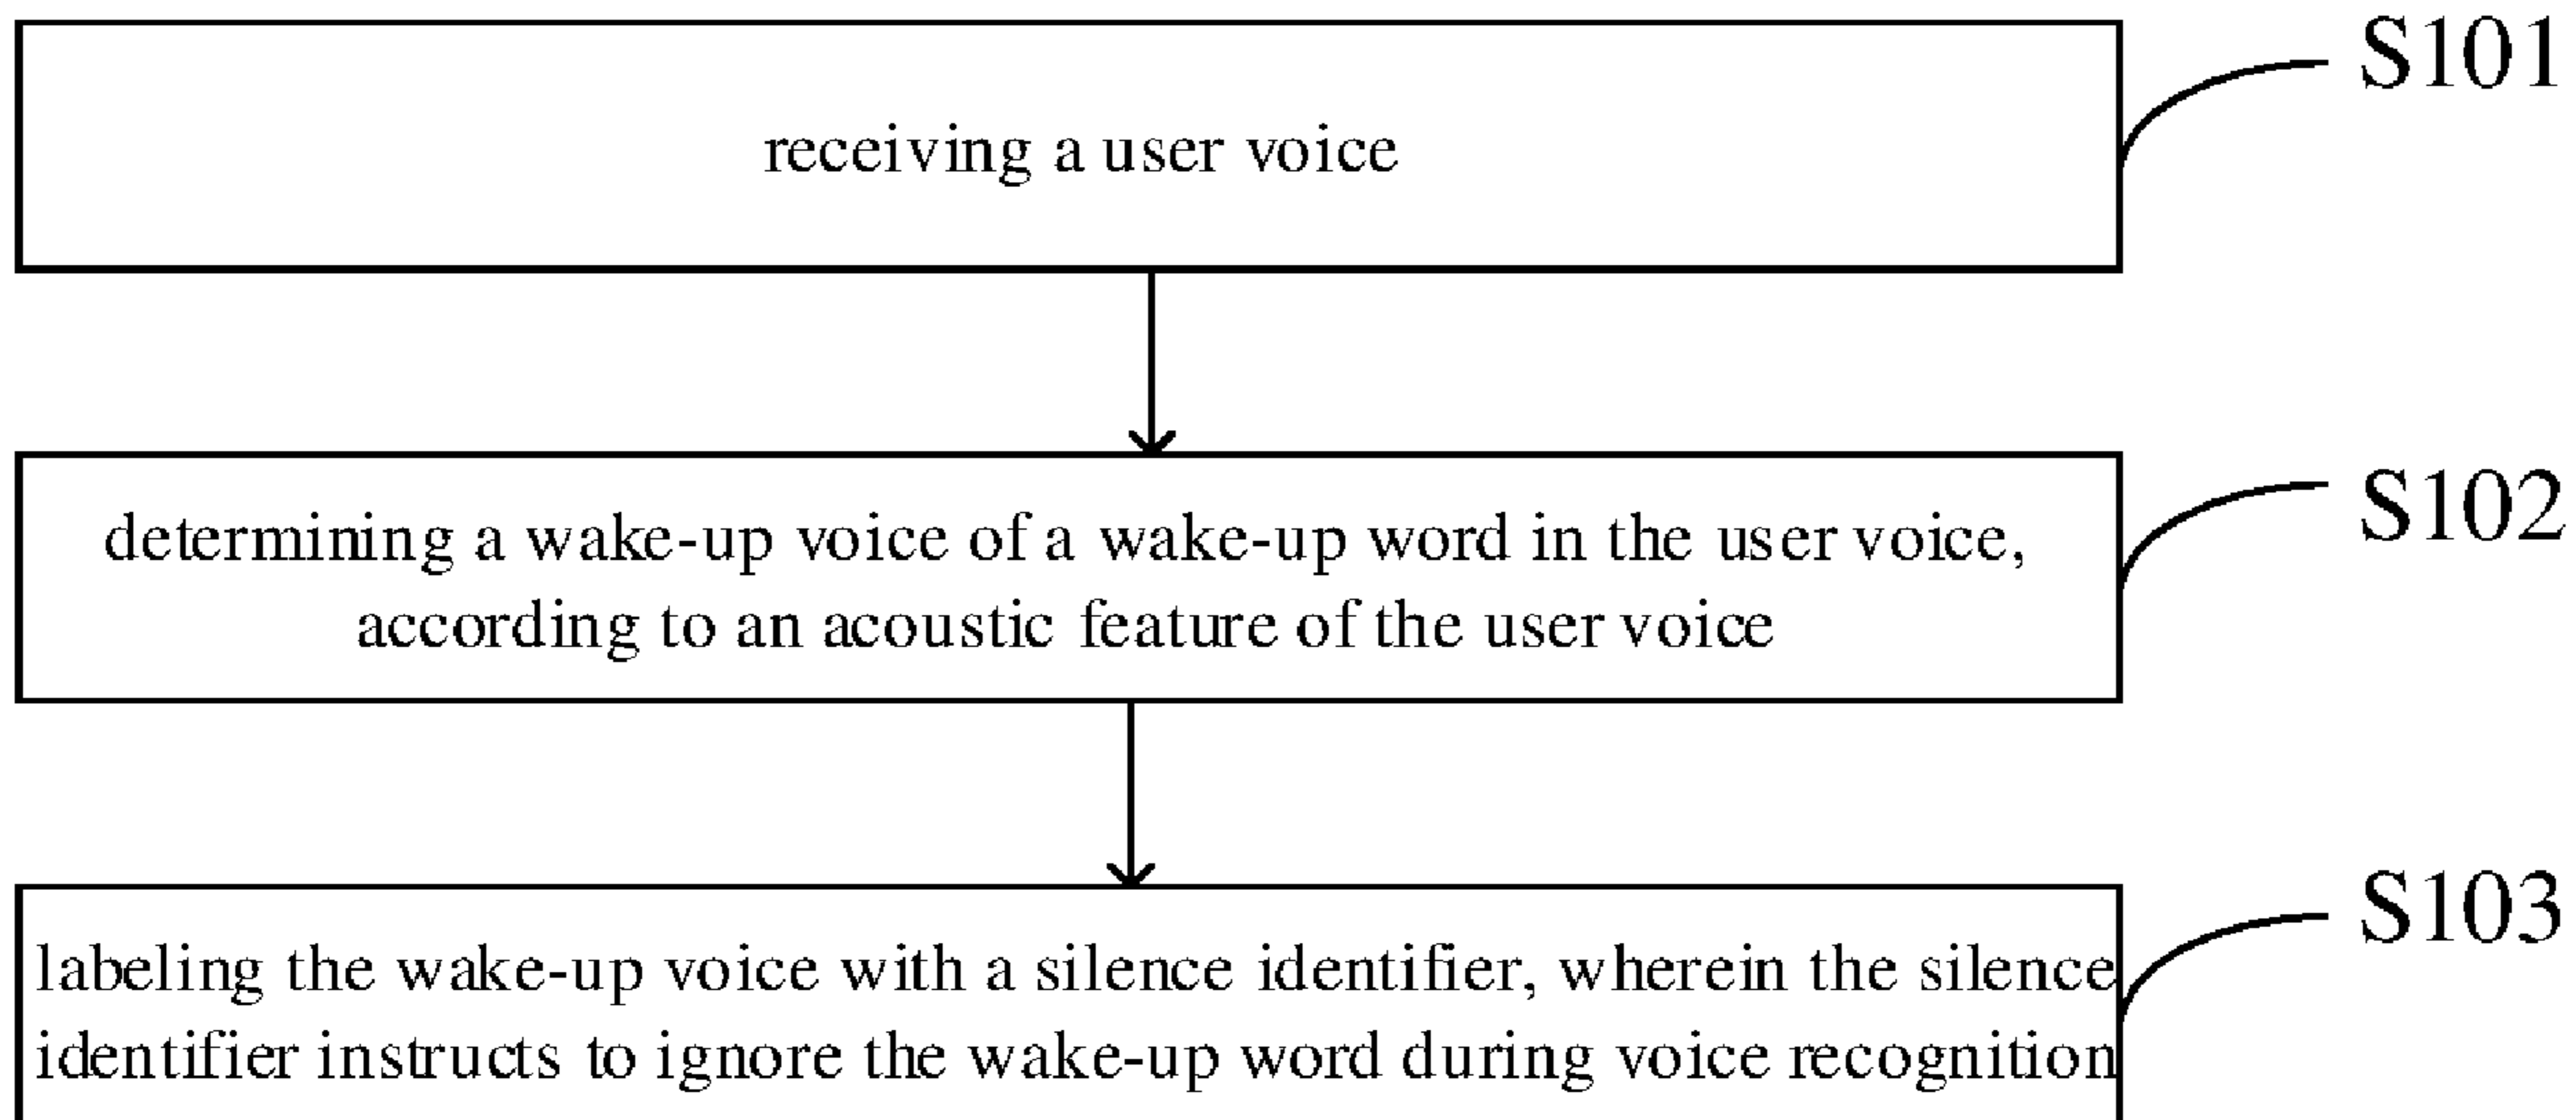 receiving a user voice
S101
determining a wake-up voice of a wake-up word in the user voice,
according to an acoustic feature of the user voice
S102
labeling the wake-up voice with a silence identifier, wherein the silence
identifier instructs to ignore the wake-up word during voice recognition
S103